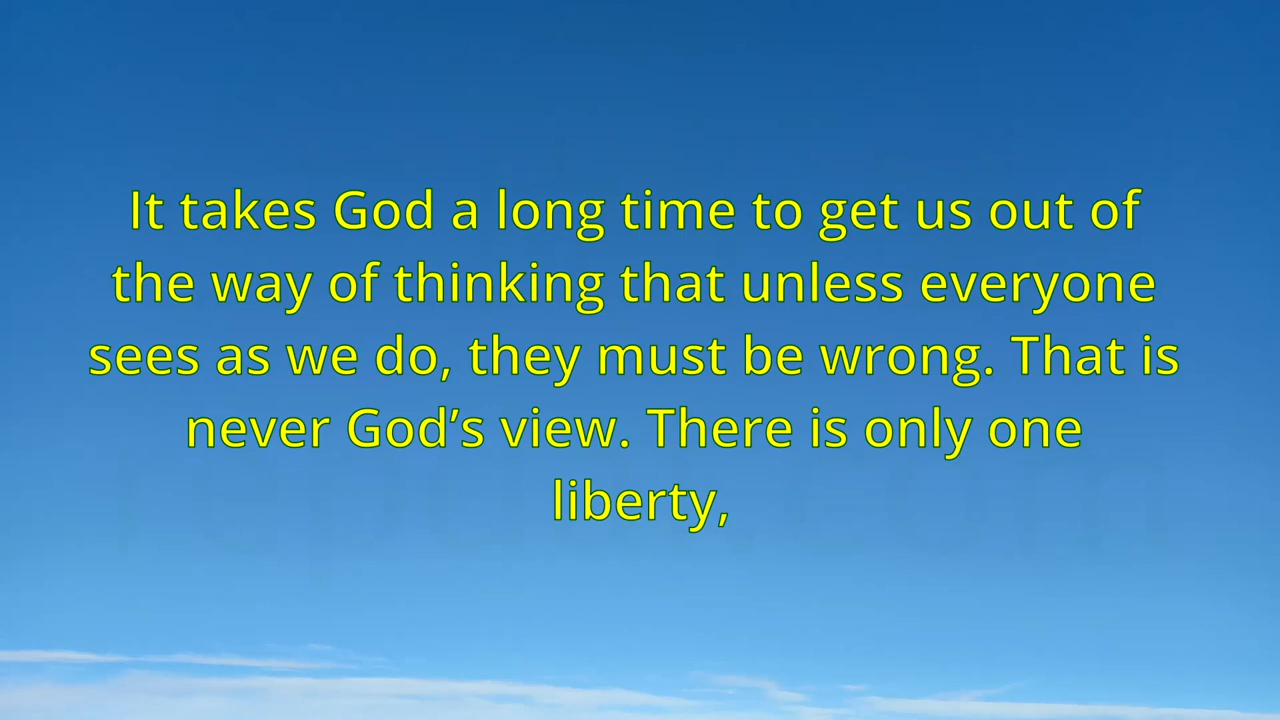 It takes God a long time to get us out of
the way of thinking that unless everyone
sees as we do, they must be wrong. That is
never God’s view. There is only one
liberty,